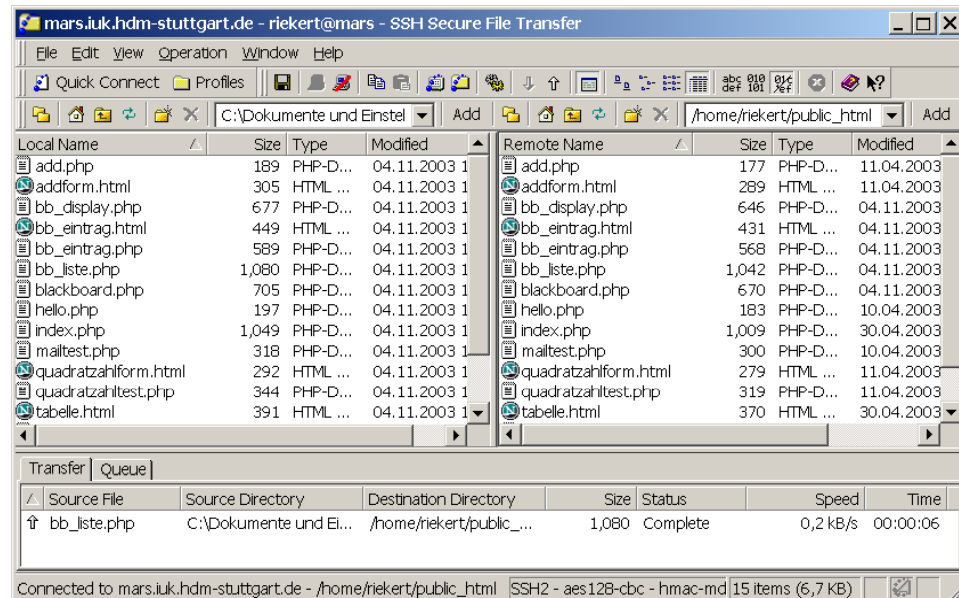 mars.iuk.hdm-stuttgart.de - riekert@mars - SSH Secure File Transfer
File Edit View Operation Window Help
Quick Connect Profiles abc def 010 101
C:\Dokumente und Einstel Add /home/riekert/public_html Add
Local Name Size Type Modified
add.php 189 PHP-D... 04.11.2003 1
addform.html 305 HTML ... 04.11.2003 1
bb_display.php 677 PHP-D... 04.11.2003 1
bb_eintrag.html 449 HTML ... 04.11.2003 1
bb_eintrag.php 589 PHP-D... 04.11.2003 1
bb_liste.php 1,080 PHP-D... 04.11.2003 1
blackboard.php 705 PHP-D... 04.11.2003 1
hello.php 197 PHP-D... 04.11.2003 1
index.php 1,049 PHP-D... 04.11.2003 1
mailtest.php 318 PHP-D... 04.11.2003 1
quadratzahlform.html 292 HTML ... 04.11.2003 1
quadratzahltest.php 344 PHP-D... 04.11.2003 1
tabelle.html 391 HTML ... 04.11.2003 1
Remote Name Size Type Modified
add.php 177 PHP-D... 11.04.2003
addform.html 289 HTML ... 11.04.2003
bb_display.php 646 PHP-D... 04.11.2003
bb_eintrag.html 431 HTML ... 04.11.2003
bb_eintrag.php 568 PHP-D... 04.11.2003
bb_liste.php 1,042 PHP-D... 04.11.2003
blackboard.php 670 PHP-D... 04.11.2003
hello.php 183 PHP-D... 10.04.2003
index.php 1,009 PHP-D... 30.04.2003
mailtest.php 300 PHP-D... 10.04.2003
quadratzahlform.html 279 HTML ... 11.04.2003
quadratzahltest.php 319 PHP-D... 11.04.2003
tabelle.html 370 HTML ... 30.04.2003
Transfer Queue
Source File Source Directory Destination Directory Size Status Speed Time
bb_liste.php C:\Dokumente und Ei... /home/riekert/public_... 1,080 Complete 0,2 kB/s 00:00:06
Connected to mars.iuk.hdm-stuttgart.de - /home/riekert/public_html SSH2 - aes128-cbc - hmac-md 15 items (6,7 KB)